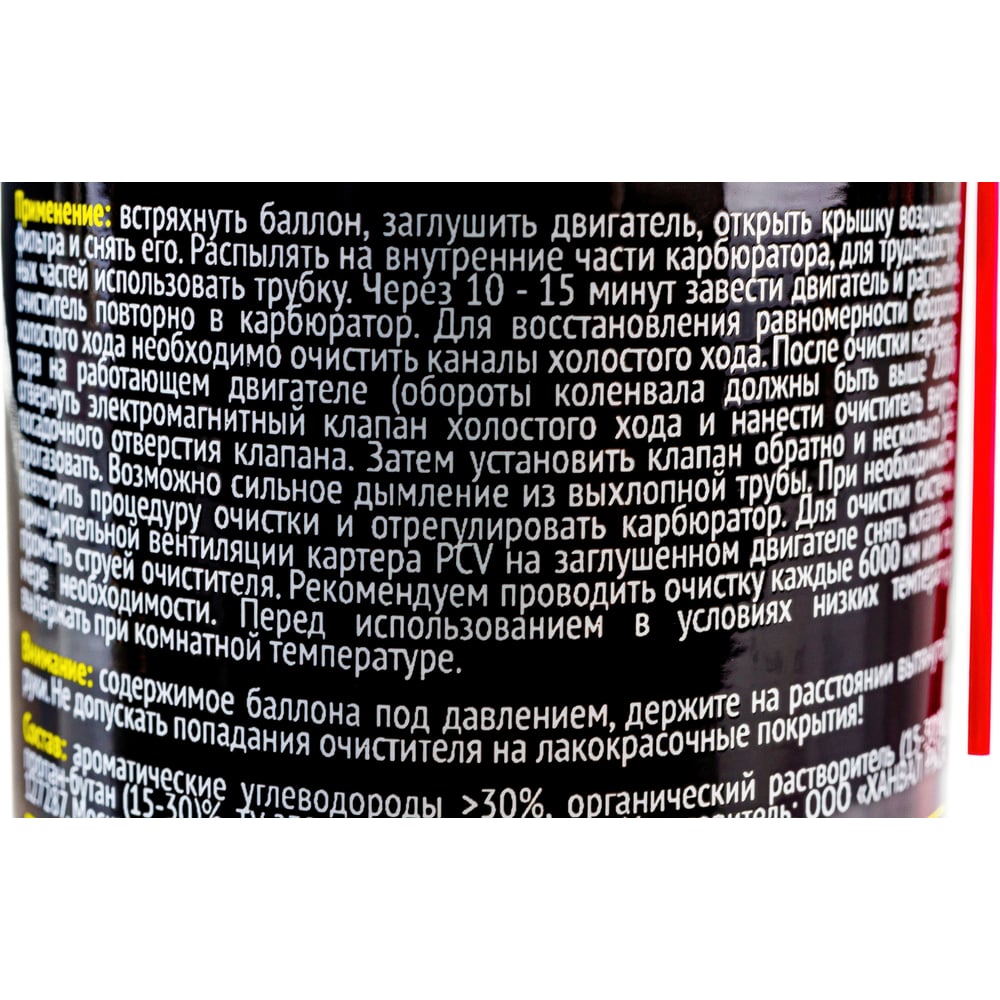 Применение: встряхнуть баллон, заглушить двигатель, открыть крышку воздушного
фильтра и снять его. Распылять на внутренние части карбюратора, для труднодоступ-
ных частей использовать трубку. Через 10 - 15 минут завести двигатель и распылить
очиститель повторно в карбюратор. Для восстановления равномерности оборотов
холостого хода необходимо очистить каналы холостого хода. После очистки карбюра-
тора на работающем двигателе (обороты коленвала должны быть выше
отвернуть электромагнитный клапан холостого хода и нанести очиститель внутрь
посадочного отверстия клапана. Затем установить клапан обратно и несколько раз
прогазовать. Возможно сильное дымление из выхлопной трубы. При необходимости
повторить процедуру очистки и отрегулировать карбюратор. Для очистки системы
принудительной вентиляции картера PCV на заглушенном двигателе снять клапан и
промыть струей очистителя. Рекомендуем проводить очистку каждые 6000 км или по
мере необходимости. Перед использованием в условиях низких температур
выдержать при комнатной температуре.
Внимание: содержимое баллона под давлением, держите на расстоянии вытянутой
руки. Не допускать попадания очистителя на лакокрасочные покрытия!
Состав: ароматические углеводороды >30%, органический растворитель
пропан-бутан (15-30)% ООО «ХАНВАЛ